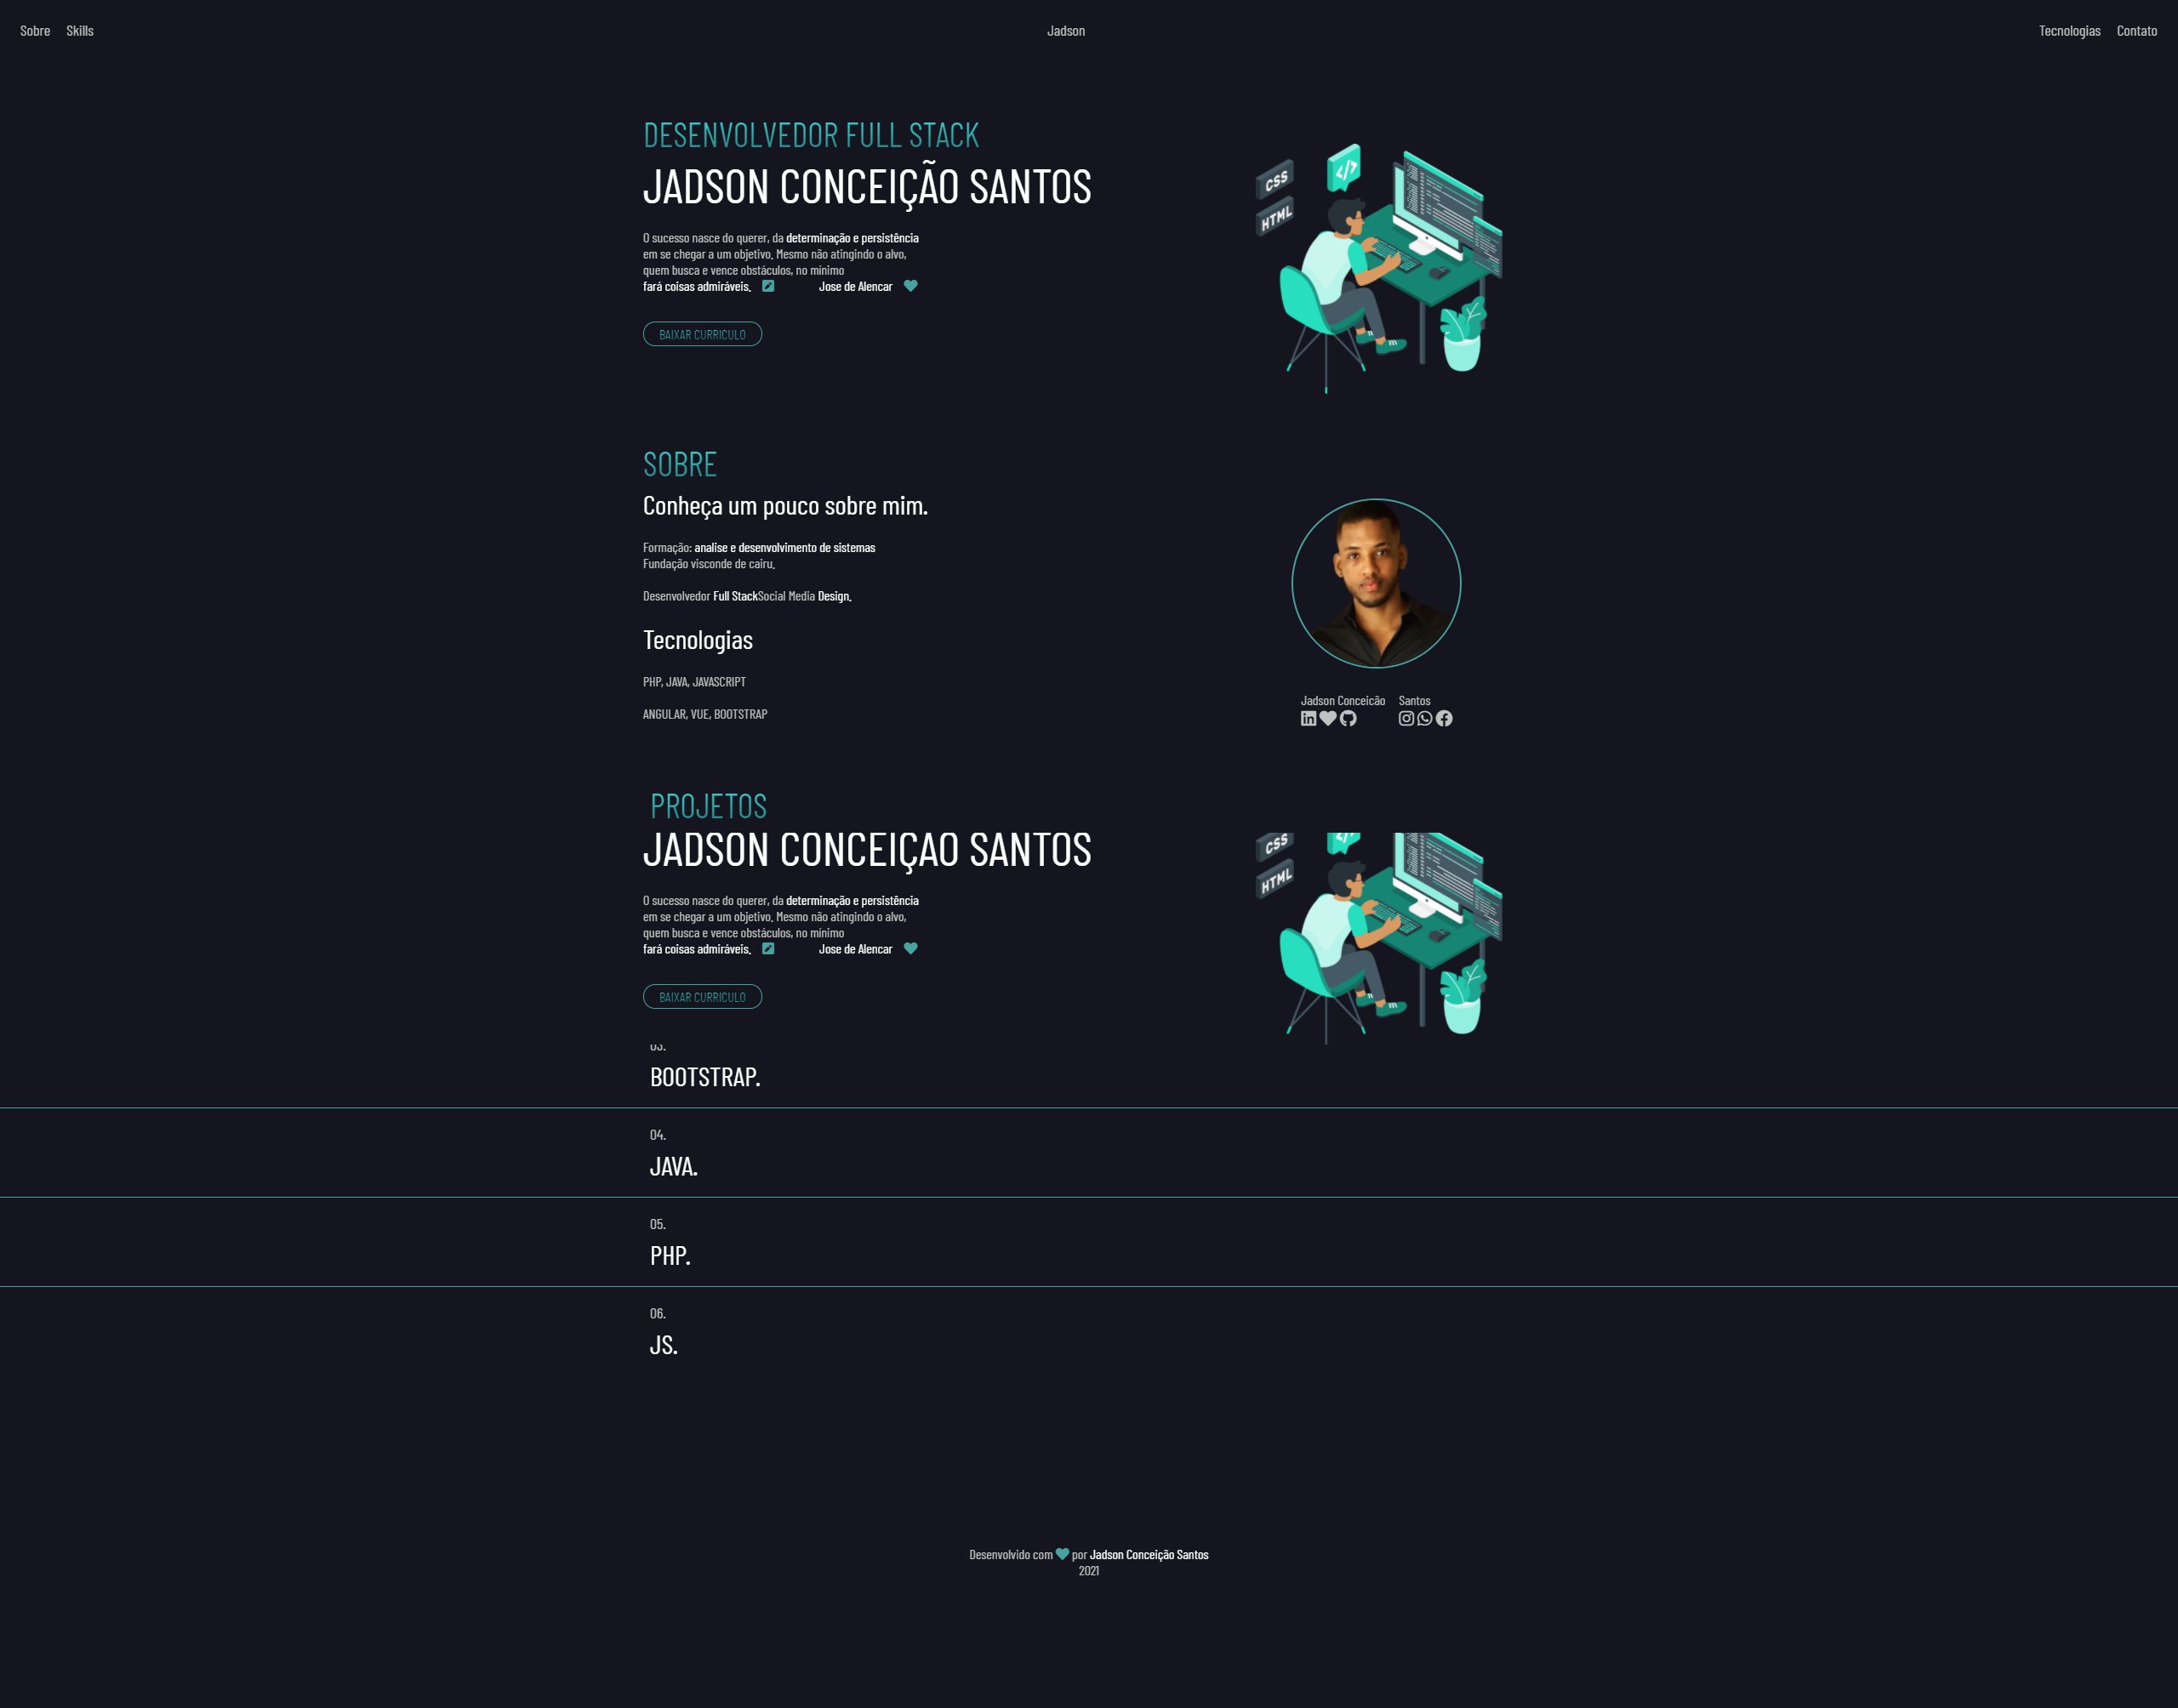 Sobre Skills Jadson Tecnologias Contato
DESENVOLVEDOR FULL STACK
JADSON CONCEIÇÃO SANTOS
O sucesso nasce do querer, da determinação e persistência
em se chegar a um objetivo. Mesmo não atingindo o alvo,
quem busca e vence obstáculos, no mínimo
fará coisas admiráveis. Jose de Alencar
BAIXAR CURRICULO
CSS
</>
HTML
SOBRE
Conheça um pouco sobre mim.
Formação: analise e desenvolvimento de sistemas
Fundação visconde de cairu.
Desenvolvedor Full StackSocial Media Design.
Tecnologias
PHP, JAVA, JAVASCRIPT
ANGULAR, VUE, BOOTSTRAP
Jadson Conceicão Santos
in
PROJETOS
JADSON CONCEIÇÃO SANTOS
O sucesso nasce do querer, da determinação e persistência
em se chegar a um objetivo. Mesmo não atingindo o alvo,
quem busca e vence obstáculos, no mínimo
fará coisas admiráveis. Jose de Alencar
BAIXAR CURRICULO
CSS
</>
HTML
03.
BOOTSTRAP.
04.
JAVA.
05.
PHP.
06.
JS.
Desenvolvido com por Jadson Conceição Santos
2021